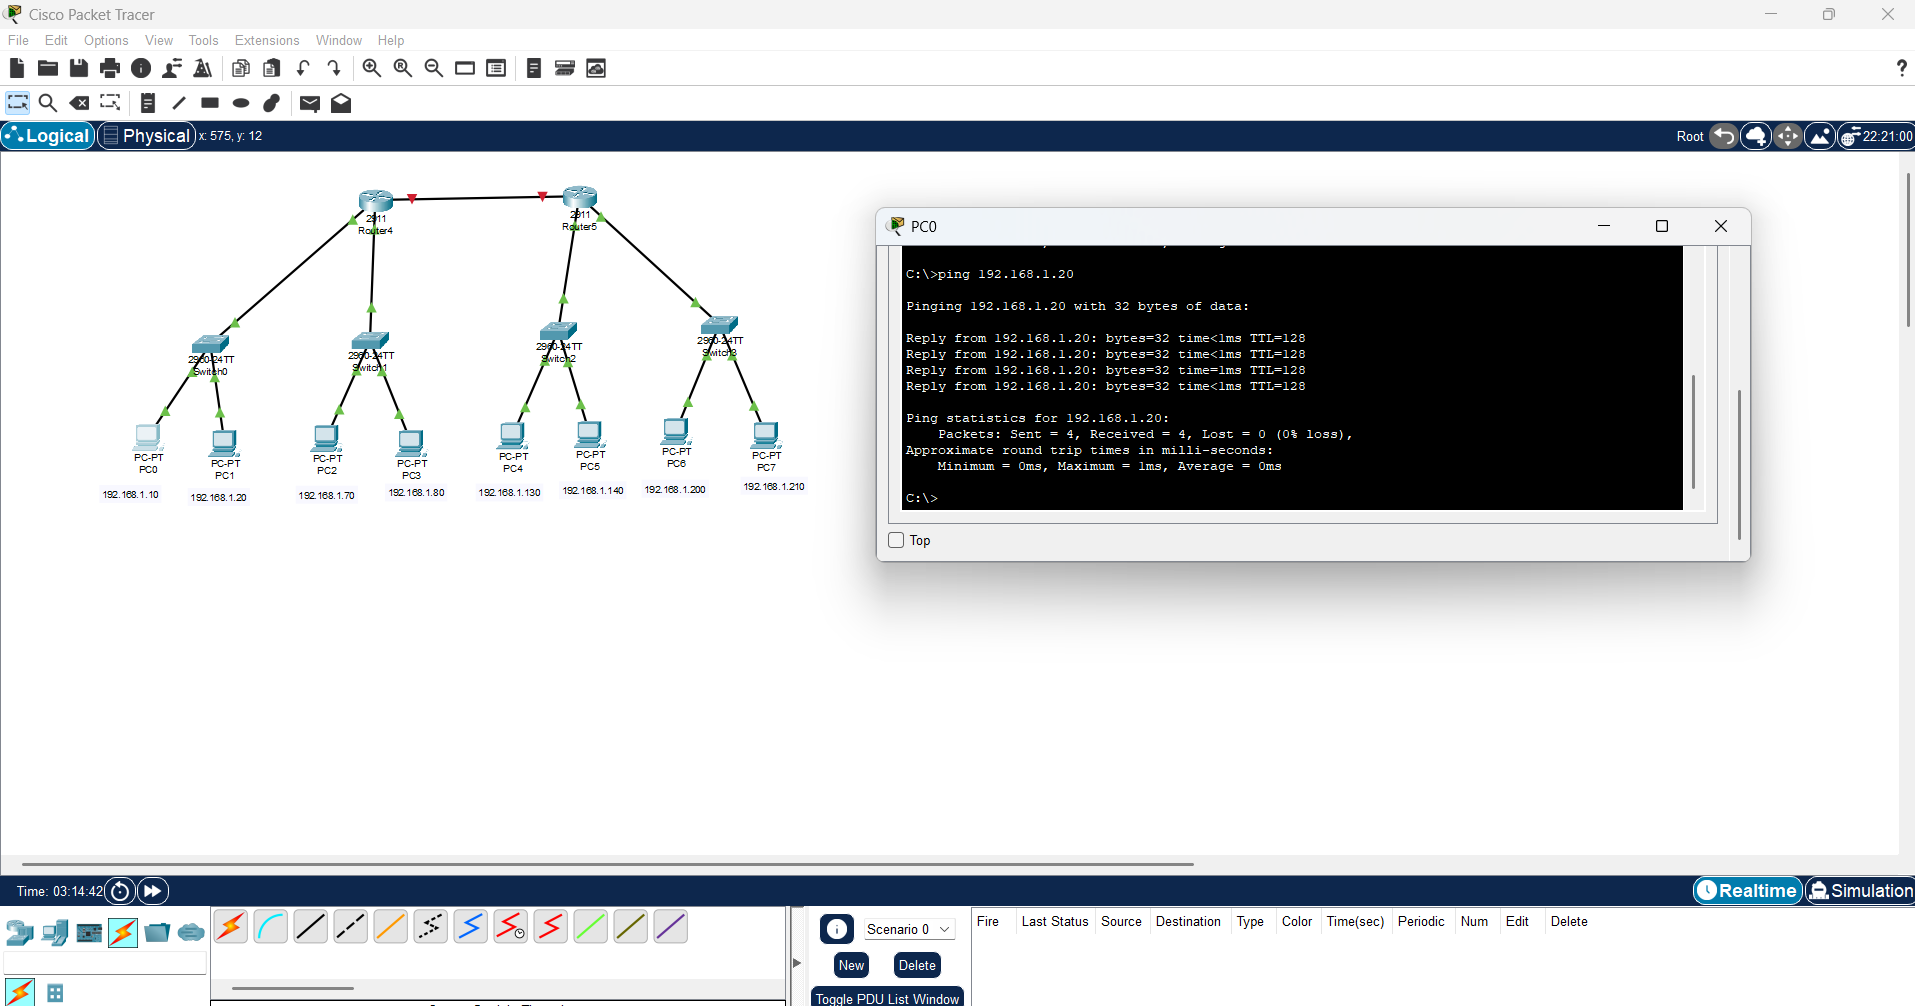 Cisco Packet Tracer
File Edit Options View Tools Extensions Window Help
?
Logical Physical x: 575, y: 12 Root 22:21:00
2911
Router4
2911
Router5
2960-24TT
Switch0
2960-24TT
Switch1
2960-24TT
Switch2
2960-24TT
Switch3
PC-PT
PC0
PC-PT
PC1
PC-PT
PC2
PC-PT
PC3
PC-PT
PC4
PC-PT
PC5
PC-PT
PC6
PC-PT
PC7
192.168.1.10
192.168.1.20
192.168.1.70
192.168.1.80
192.168.1.130
192.168.1.140
192.168.1.200
192.168.1.210
PC0
C:\>ping 192.168.1.20
Pinging 192.168.1.20 with 32 bytes of data:
Reply from 192.168.1.20: bytes=32 time<1ms TTL=128
Reply from 192.168.1.20: bytes=32 time<1ms TTL=128
Reply from 192.168.1.20: bytes=32 time=1ms TTL=128
Reply from 192.168.1.20: bytes=32 time<1ms TTL=128
Ping statistics for 192.168.1.20:
Packets: Sent = 4, Received = 4, Lost = 0 (0% loss),
Approximate round trip times in milli-seconds:
Minimum = 0ms, Maximum = 1ms, Average = 0ms
C:\>
Top
Time: 03:14:42 Realtime Simulation
Scenario 0
New Delete
Toggle PDU List Window
Fire Last Status Source Destination Type Color Time(sec) Periodic Num Edit Delete